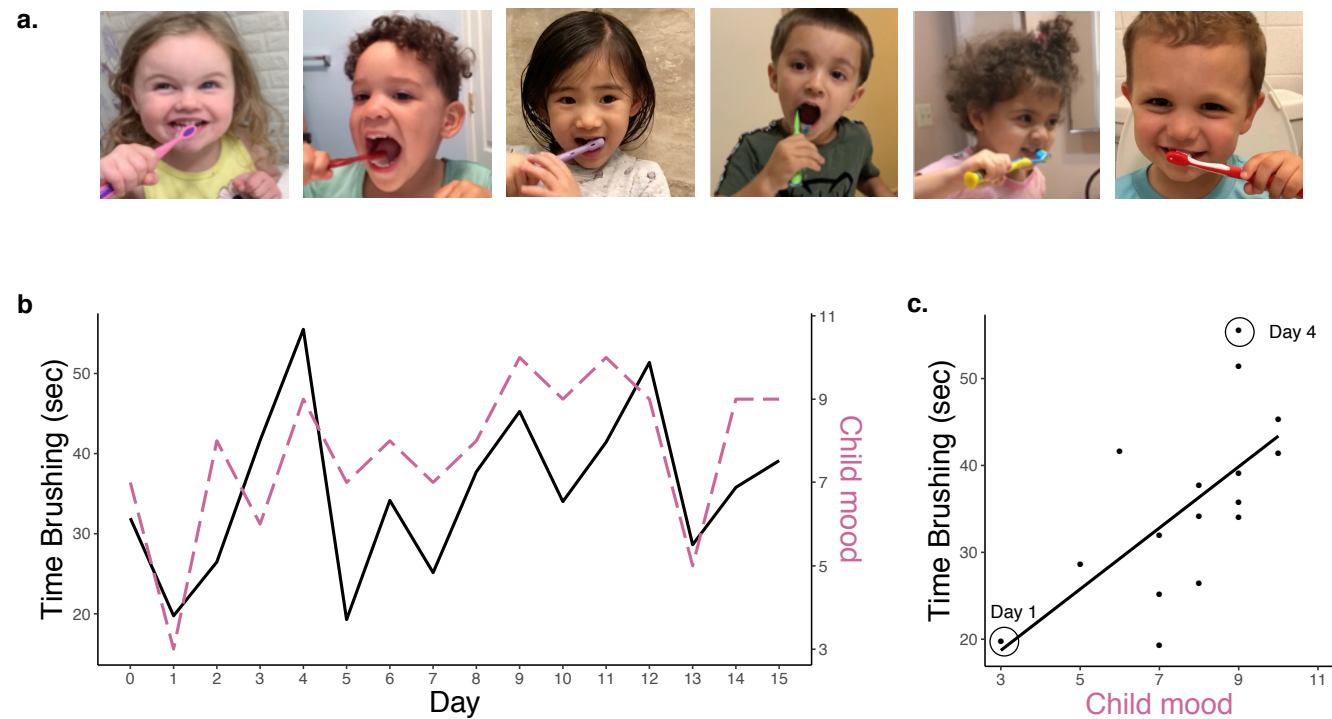 a.
b
Time Brushing (sec)
50
40
30
20
11
9
7
5
3
Child mood
0 1 2 3 4 5 6 7 8 9 10 11 12 13 14 15
Day
c.
Time Brushing (sec)
50
40
30
20
Day 4
Day 1
3 5 7 9 11
Child mood